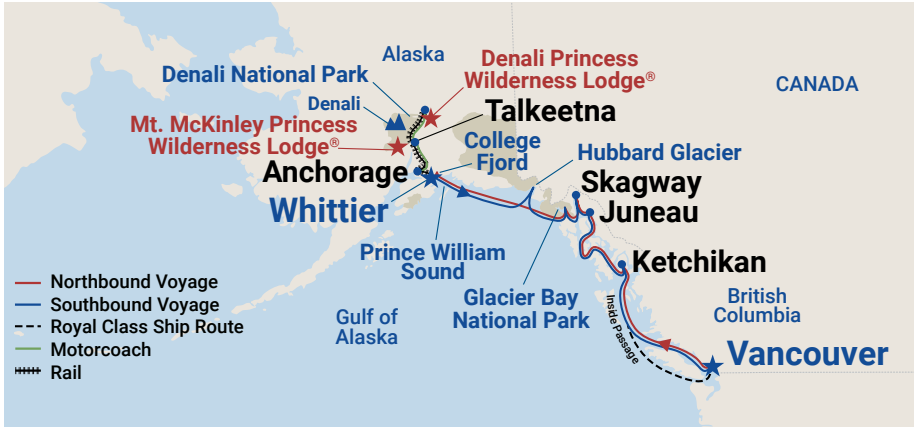 Alaska
Denali National Park
Denali Princess
Wilderness Lodge®
CANADA
Denali
Talkeetna
Mt. McKinley Princess
Wilderness Lodge®
College
Fjord
Hubbard Glacier
Anchorage
Skagway
Whittier
Juneau
Prince William
Sound
Ketchikan
Glacier Bay
National Park
British
Columbia
Gulf of
Alaska
Inside Passage
Vancouver
Northbound Voyage
Southbound Voyage
Royal Class Ship Route
Motorcoach
Rail